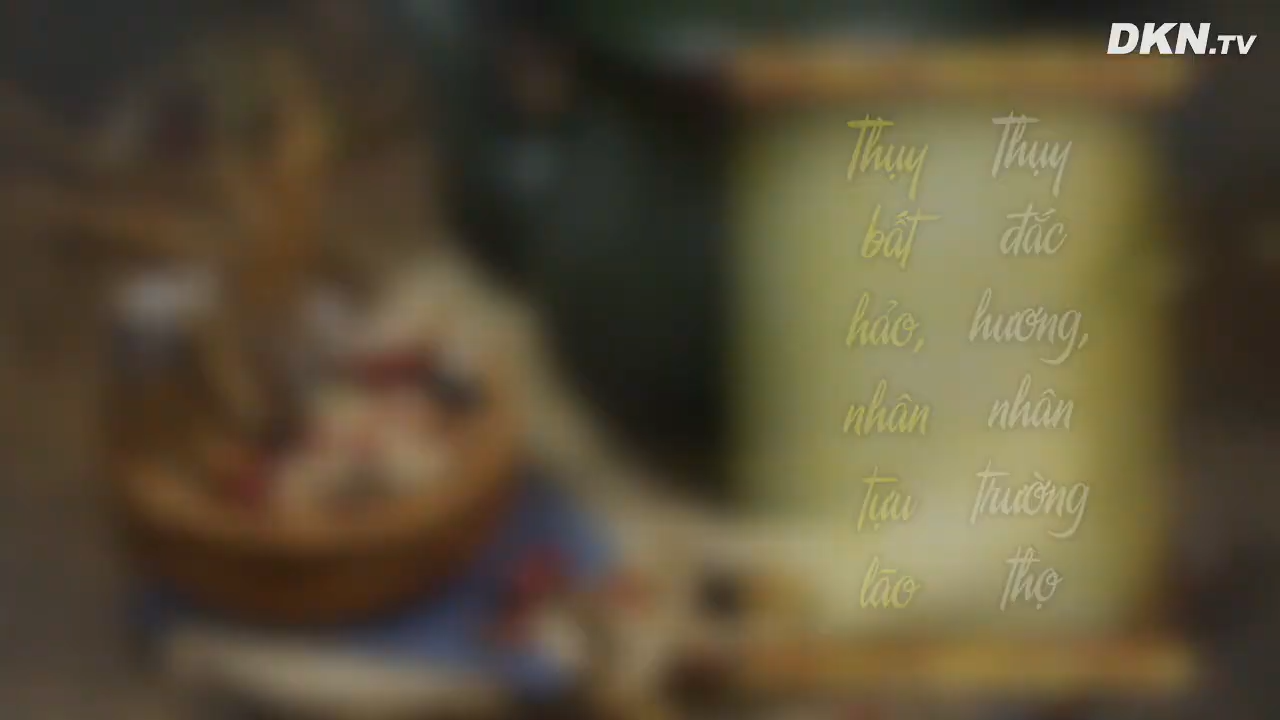 DKN.TV
Thụy đắc hương, nhân trường thọ
Thụy bất hảo, nhân tựu lão